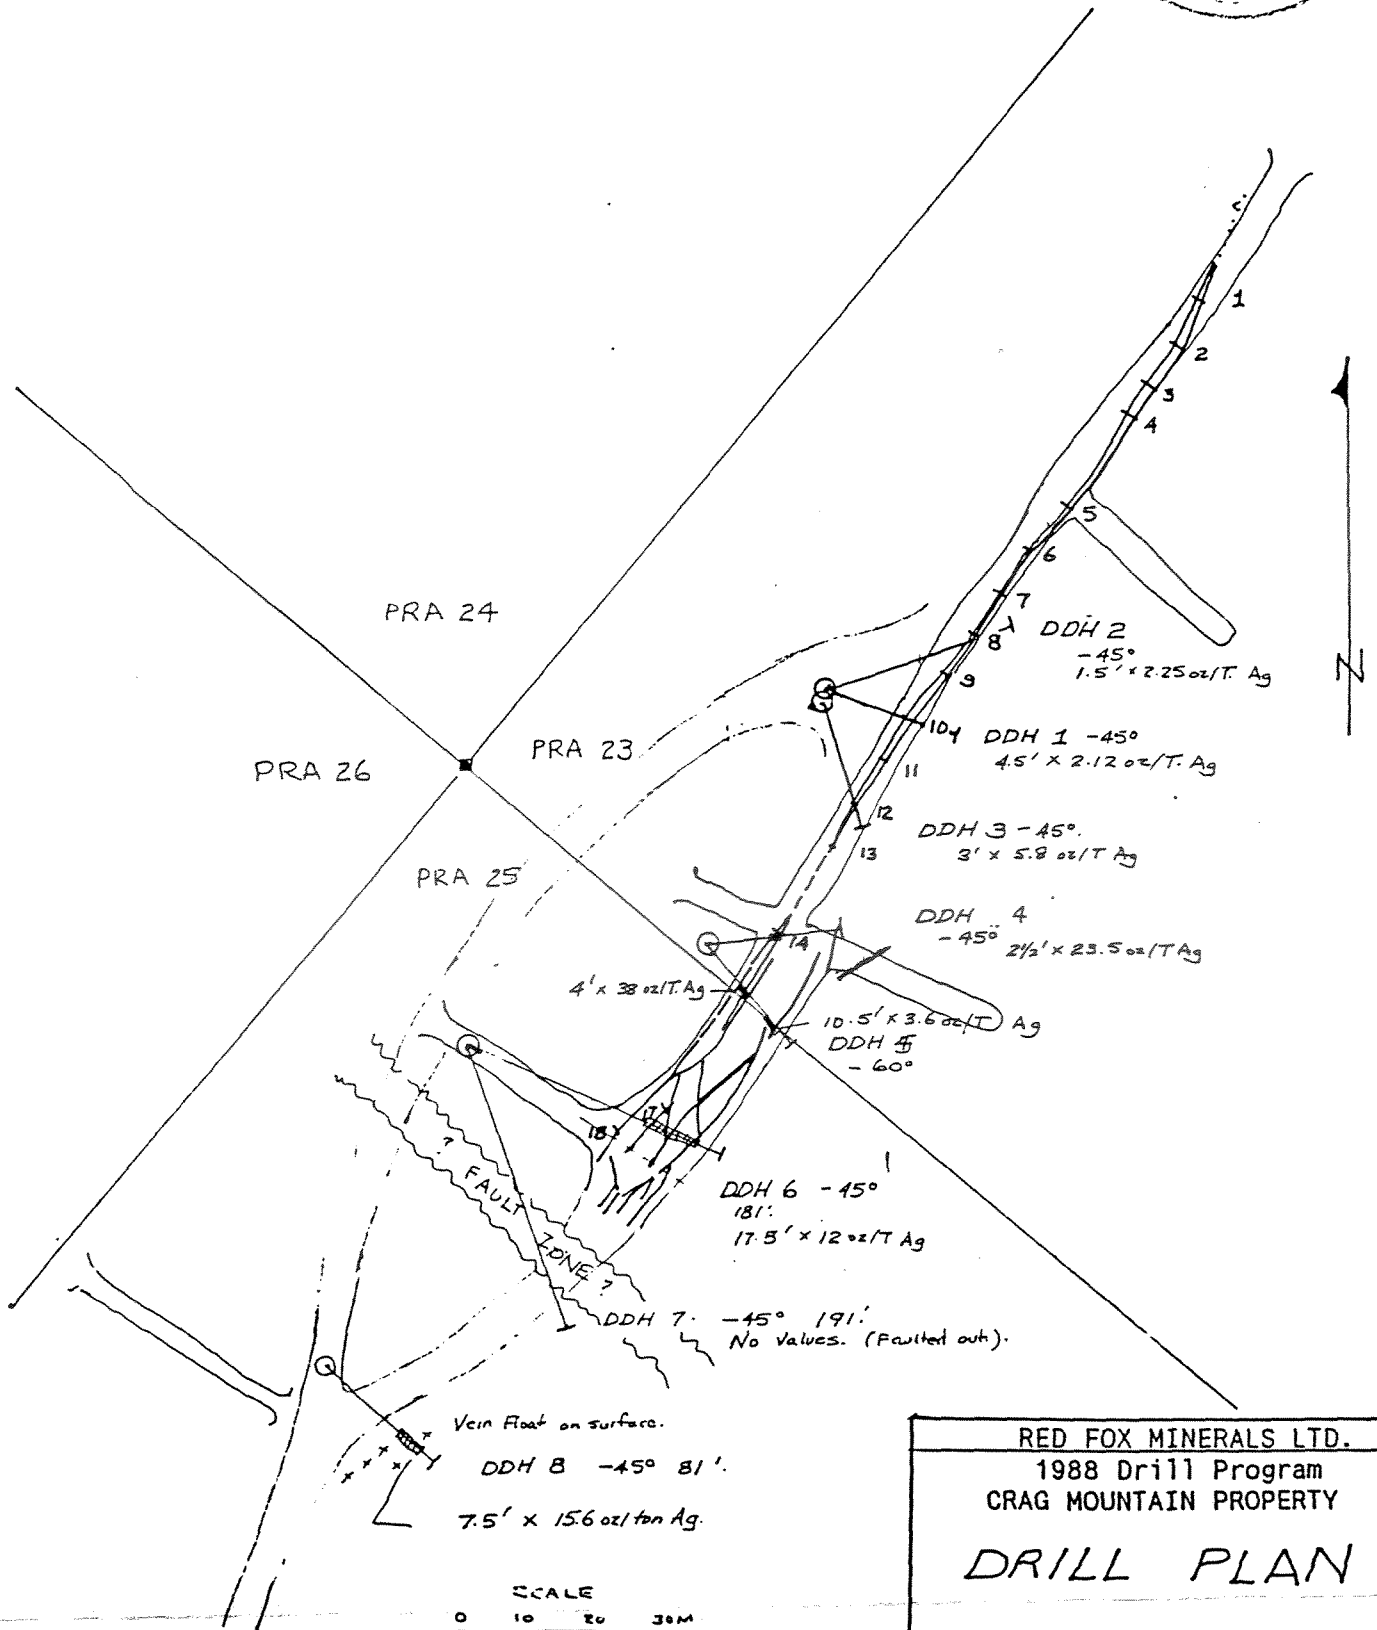 1
2
3
4
5
6
7
8
9
10
11
12
13
14
17
18
N
PRA 24
PRA 23
PRA 26
PRA 25
DDH 2
-45°
1.5' x 2.25 oz/T. Ag
DDH 1 -45°
4.5' x 2.12 oz/T. Ag
DDH 3 -45°.
3' x 5.8 oz/T Ag
DDH 4
-45° 2½' x 23.5 oz/T Ag
4' x 38 oz/T. Ag
10.5' x 3.6 oz/T Ag
DDH 5
- 60°
DDH 6 -45°
181'.
17.5' x 12 oz/T Ag
? FAULT ZONE ?
DDH 7. -45° 191'.
No Values. (Faulted out).
Vein Float on surface.
DDH 8 -45° 81'.
7.5' x 15.6 oz/ton Ag.
SCALE
0 10 20 30M
RED FOX MINERALS LTD.
1988 Drill Program
CRAG MOUNTAIN PROPERTY
DRILL PLAN